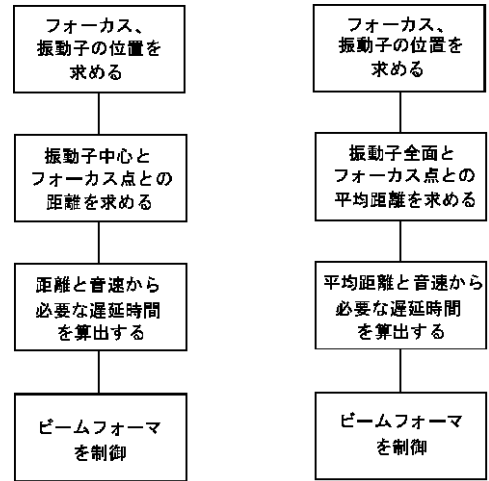 フォーカス、
振動子の位置を
求める
振動子中心と
フォーカス点との
距離を求める
距離と音速から
必要な遅延時間
を算出する
ビームフォーマ
を制御
フォーカス、
振動子の位置を
求める
振動子全面と
フォーカス点との
平均距離を求める
平均距離と音速から
必要な遅延時間
を算出する
ビームフォーマ
を制御